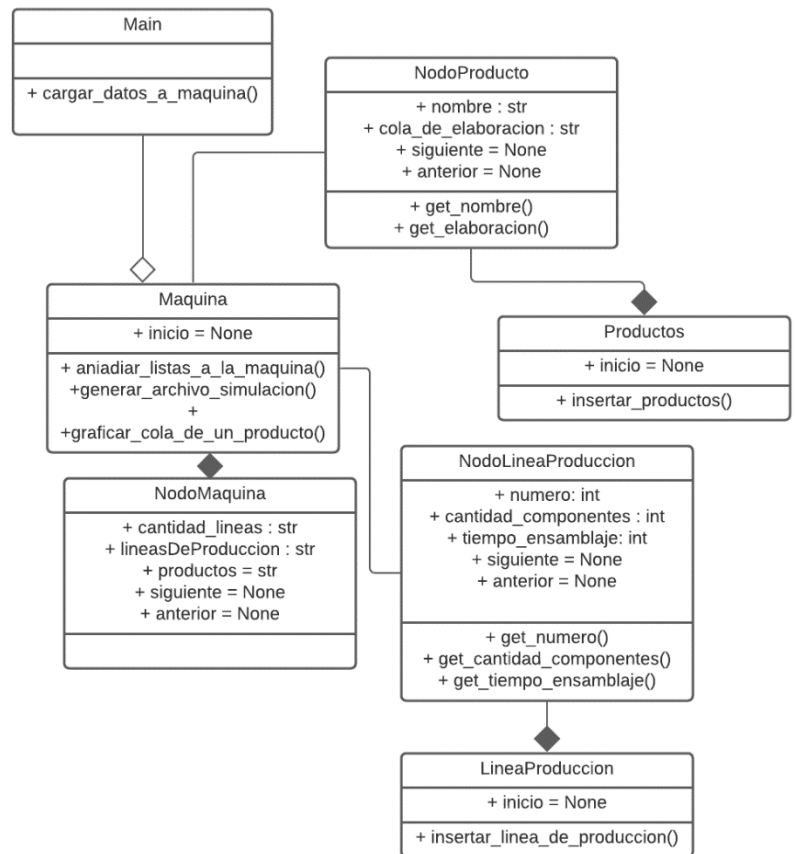 Main
+ cargar_datos_a_maquina()
NodoProducto
+ nombre : str
+ cola_de_elaboracion : str
+ siguiente = None
+ anterior = None
+ get_nombre()
+ get_elaboracion()
Maquina
+ inicio = None
+ aniadir_listas_a_la_maquina()
+generar_archivo_simulacion()
+
+graficar_cola_de_un_producto()
Productos
+ inicio = None
+ insertar_productos()
NodoMaquina
+ cantidad_lineas : str
+ lineasDeProduccion : str
+ productos = str
+ siguiente = None
+ anterior = None
NodoLineaProduccion
+ numero: int
+ cantidad_componentes : int
+ tiempo_ensamblaje: int
+ siguiente = None
+ anterior = None
+ get_numero()
+ get_cantidad_componentes()
+ get_tiempo_ensamblaje()
LineaProduccion
+ inicio = None
+ insertar_linea_de_produccion()